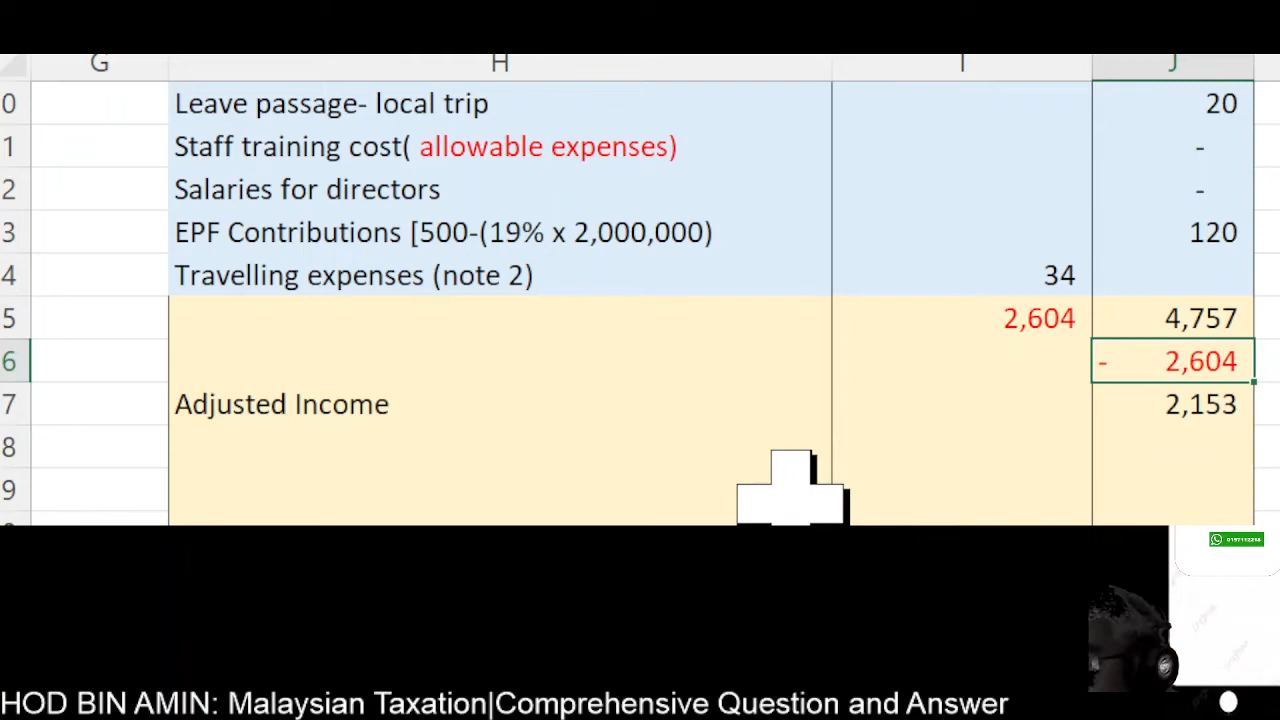 G H I J
0 Leave passage- local trip 20
1 Staff training cost( allowable expenses) -
2 Salaries for directors -
3 EPF Contributions [500-(19% x 2,000,000) 120
4 Travelling expenses (note 2) 34
5 2,604 4,757
6 - 2,604
7 Adjusted Income 2,153
8
9
HOD BIN AMIN: Malaysian Taxation|Comprehensive Question and Answer